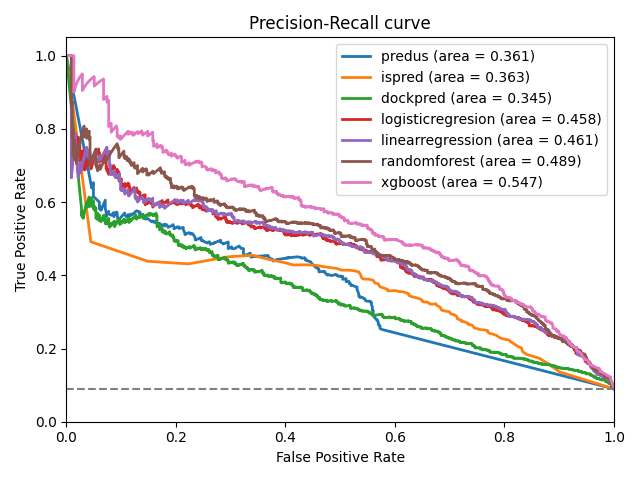 Precision-Recall curve
True Positive Rate
1.0
0.8
0.6
0.4
0.2
0.0
predus (area = 0.361)
ispred (area = 0.363)
dockpred (area = 0.345)
logisticregresion (area = 0.458)
linearregression (area = 0.461)
randomforest (area = 0.489)
xgboost (area = 0.547)
0.0 0.2 0.4 0.6 0.8 1.0
False Positive Rate